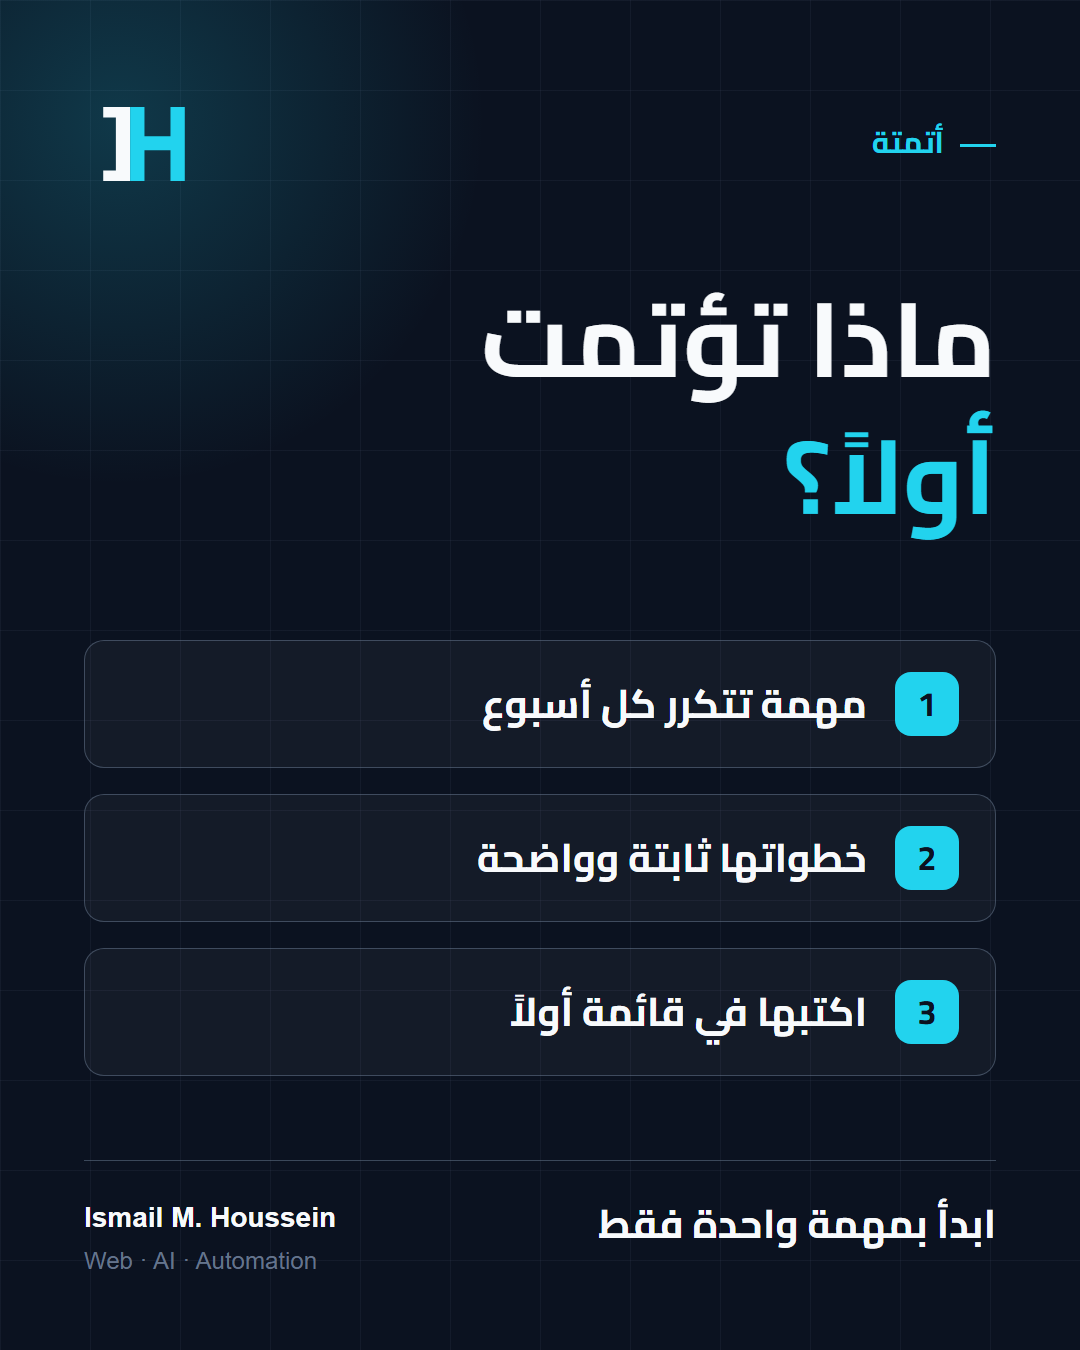 أتمتة
ماذا تؤتمت
أولاً؟
1 مهمة تتكرر كل أسبوع
2 خطواتها ثابتة وواضحة
3 اكتبها في قائمة أولاً
ابدأ بمهمة واحدة فقط
Ismail M. Houssein
Web · AI · Automation